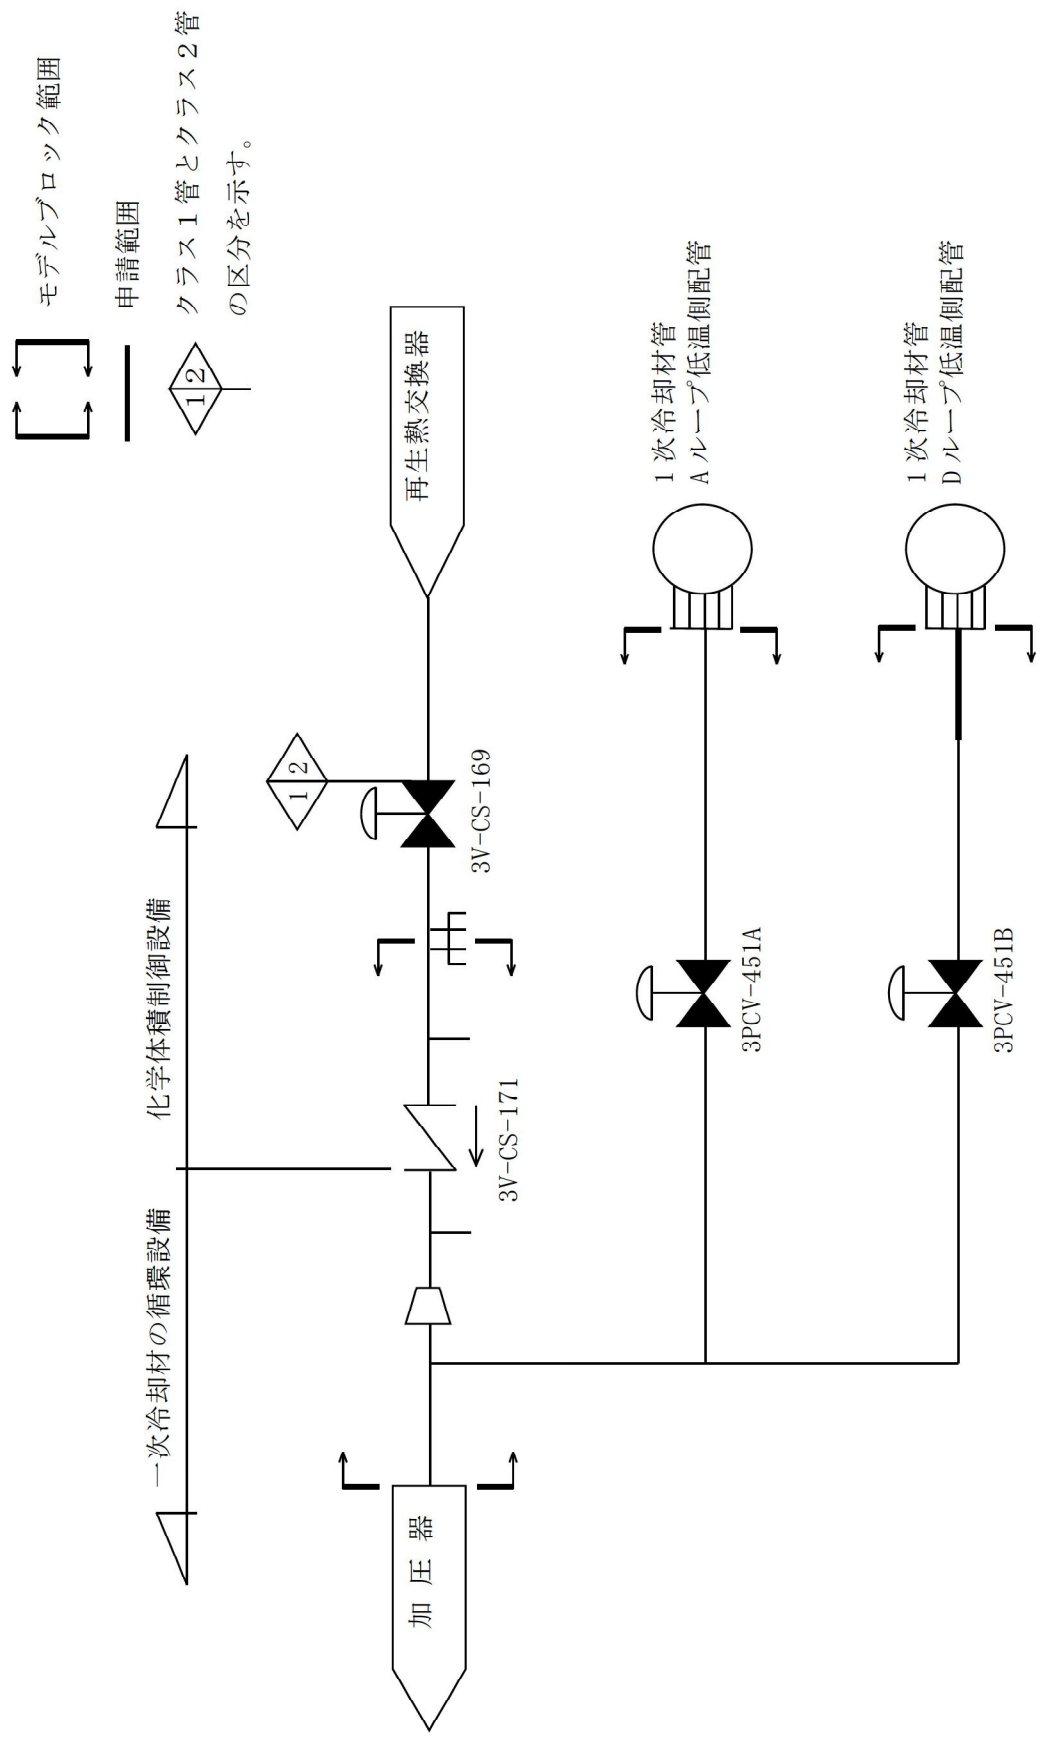 モデルブロック範囲
申請範囲
1 2
クラス1管とクラス2管
の区分を示す。
一次冷却材の循環設備
化学体積制御設備
1 2
加圧器
3V-CS-171
3V-CS-169
再生熱交換器
3PCV-451A
1次冷却材管
Aループ低温側配管
3PCV-451B
1次冷却材管
Dループ低温側配管